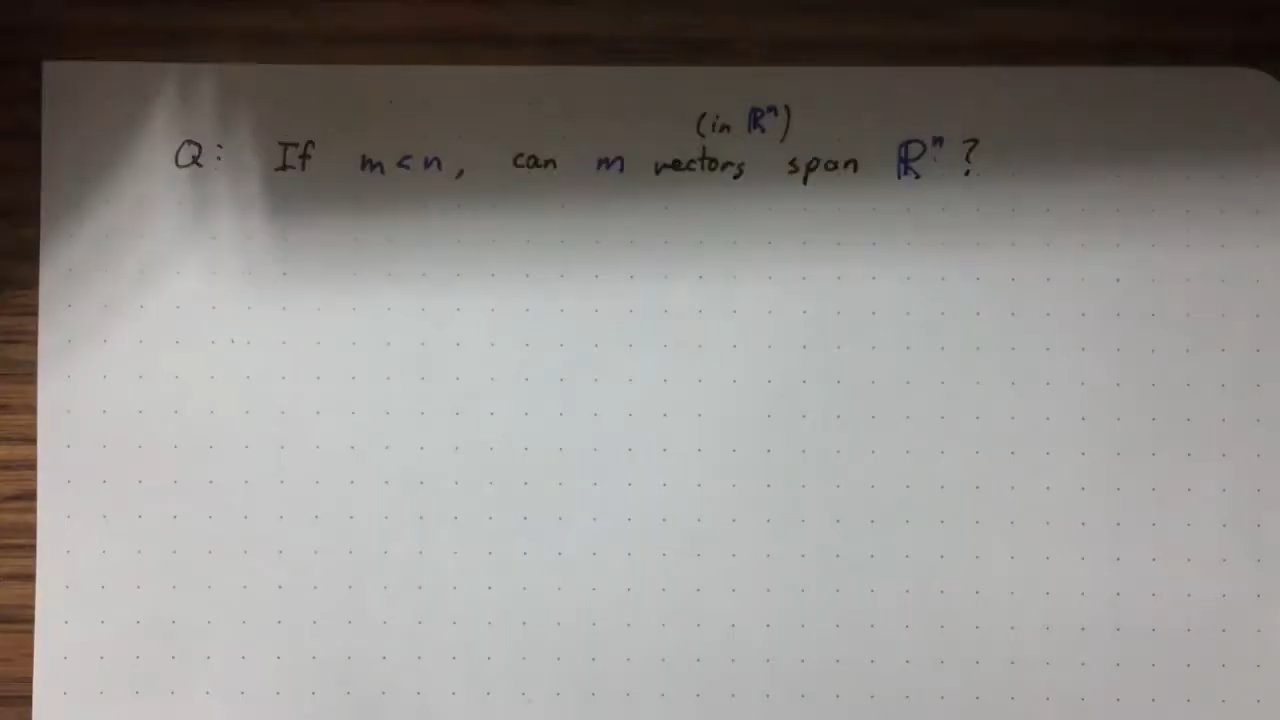 (in ℝⁿ)
Q: If m<n, can m vectors span ℝⁿ?